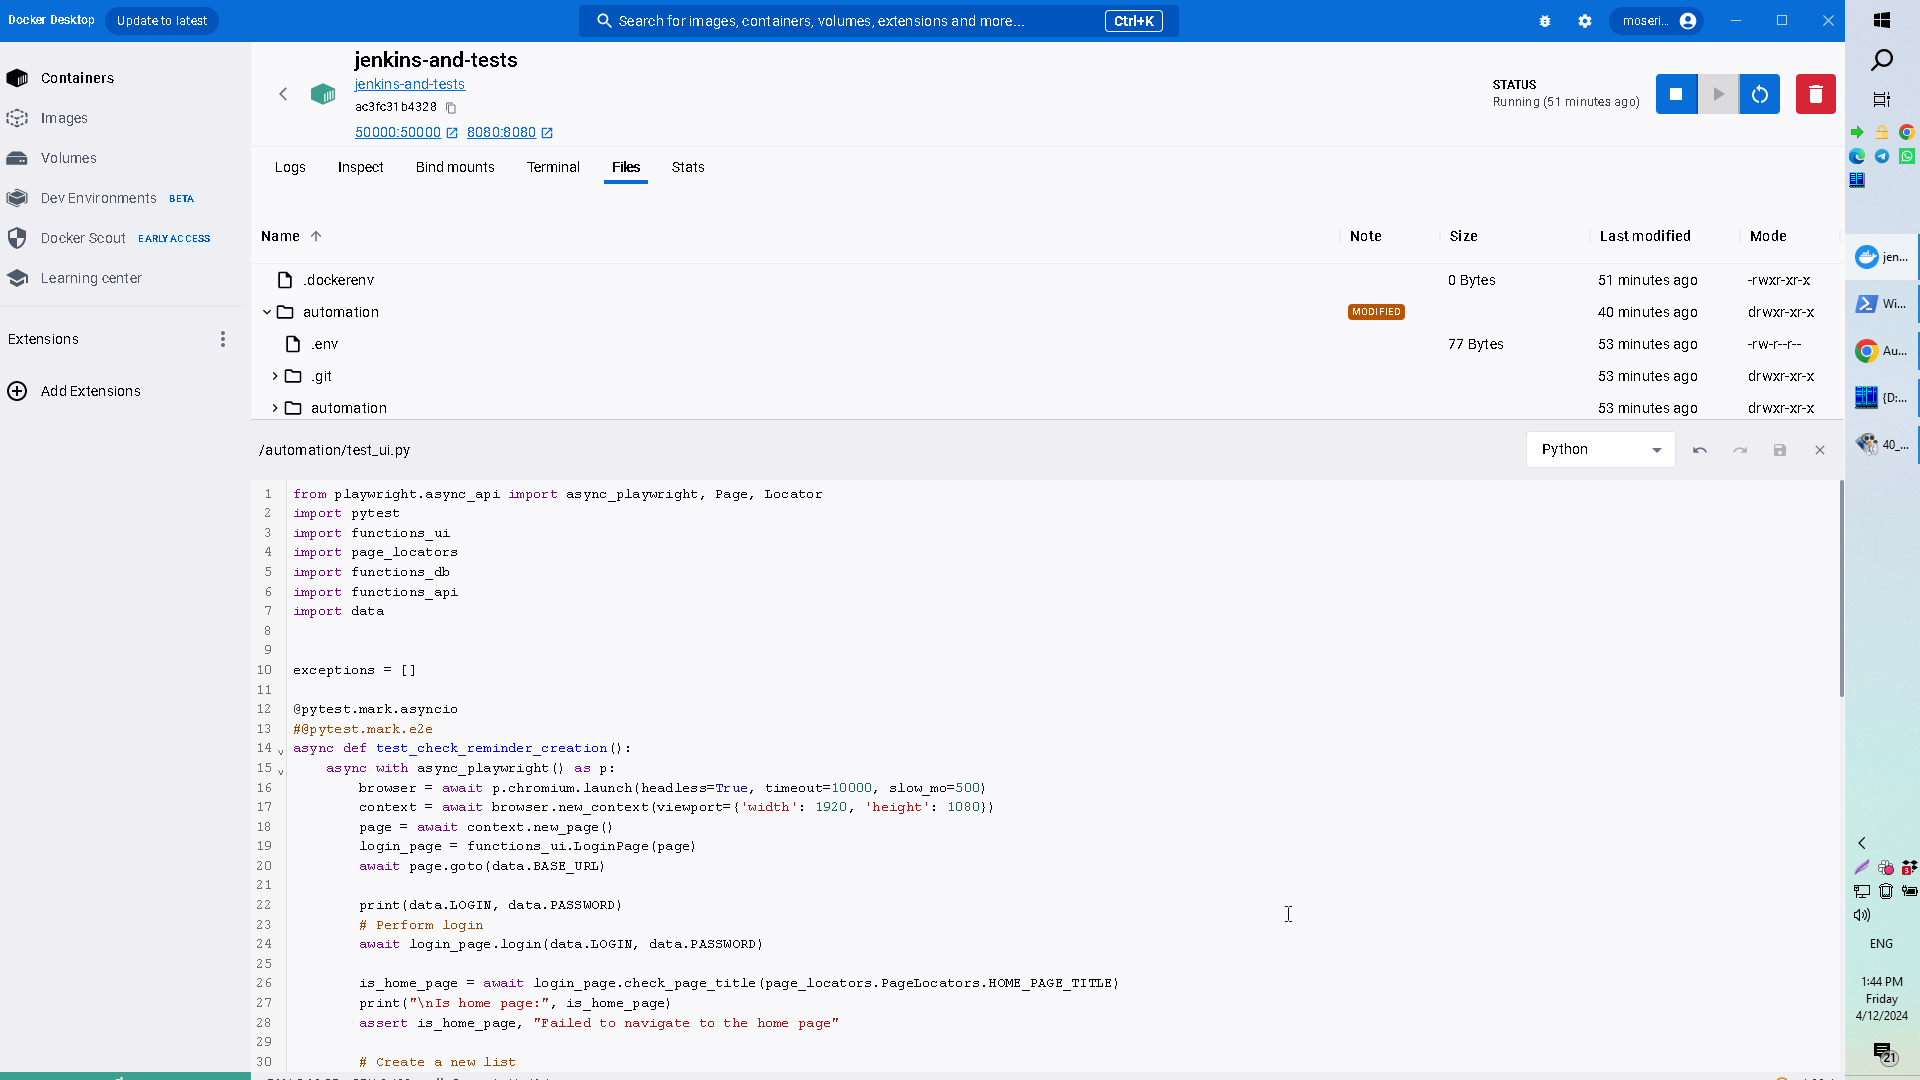 Docker Desktop
Update to latest
Search for images, containers, volumes, extensions and more...
Ctrl+K
moseri...
Containers
Images
Volumes
Dev Environments BETA
Docker Scout EARLY ACCESS
Learning center
Extensions
Add Extensions
jenkins-and-tests
jenkins-and-tests
ac3fc31b4328
50000:50000 8080:8080
STATUS
Running (51 minutes ago)
Logs Inspect Bind mounts Terminal Files Stats
Name Note Size Last modified Mode
.dockerenv 0 Bytes 51 minutes ago -rwxr-xr-x
automation MODIFIED 40 minutes ago drwxr-xr-x
.env 77 Bytes 53 minutes ago -rw-r--r--
.git 53 minutes ago drwxr-xr-x
automation 53 minutes ago drwxr-xr-x
/automation/test_ui.py
Python
1 from playwright.async_api import async_playwright, Page, Locator
2 import pytest
3 import functions_ui
4 import page_locators
5 import functions_db
6 import functions_api
7 import data
8
9
10 exceptions = []
11
12 @pytest.mark.asyncio
13 #@pytest.mark.e2e
14 async def test_check_reminder_creation():
15 async with async_playwright() as p:
16 browser = await p.chromium.launch(headless=True, timeout=10000, slow_mo=500)
17 context = await browser.new_context(viewport={'width': 1920, 'height': 1080})
18 page = await context.new_page()
19 login_page = functions_ui.LoginPage(page)
20 await page.goto(data.BASE_URL)
21
22 print(data.LOGIN, data.PASSWORD)
23 # Perform login
24 await login_page.login(data.LOGIN, data.PASSWORD)
25
26 is_home_page = await login_page.check_page_title(page_locators.PageLocators.HOME_PAGE_TITLE)
27 print("\nIs home page:", is_home_page)
28 assert is_home_page, "Failed to navigate to the home page"
29
30 # Create a new list
jen...
Wi...
Au...
{D:...
40_...
3
ENG
1:44 PM
Friday
4/12/2024
21